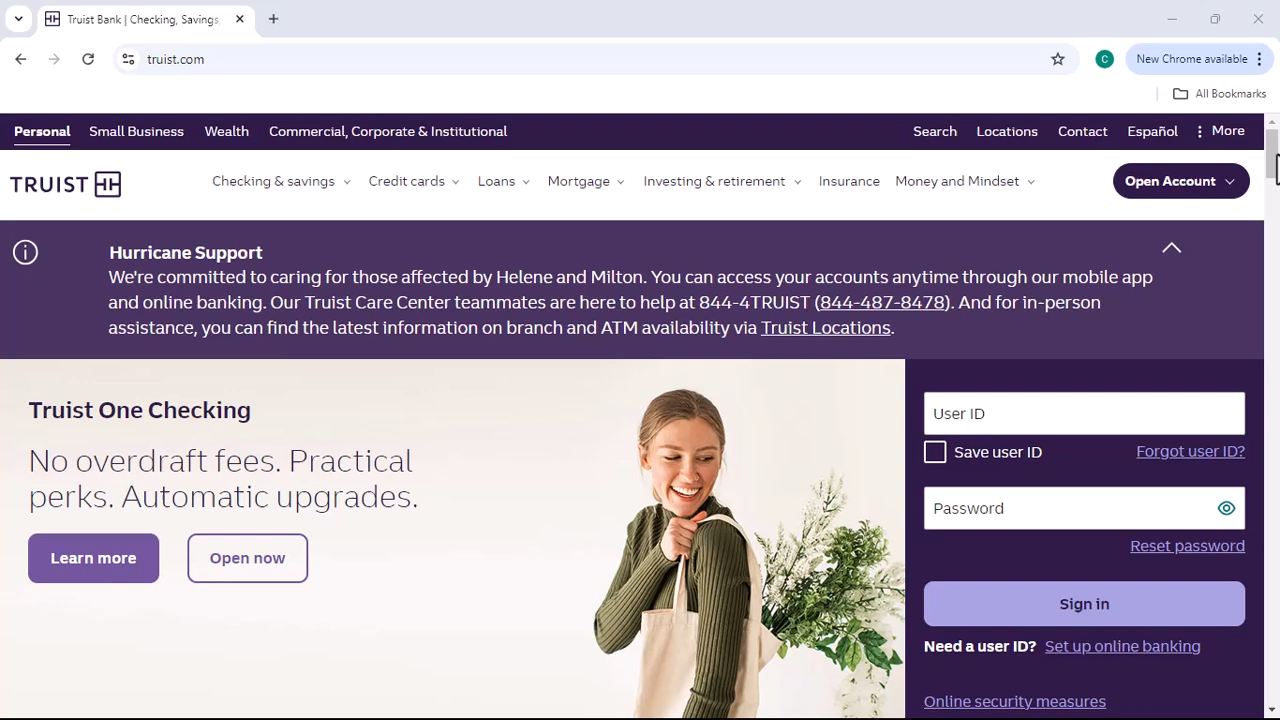 Truist Bank | Checking, Savings,
truist.com
New Chrome available
All Bookmarks
Personal Small Business Wealth Commercial, Corporate & Institutional Search Locations Contact Español More
TRUIST Checking & savings Credit cards Loans Mortgage Investing & retirement Insurance Money and Mindset Open Account
Hurricane Support
We're committed to caring for those affected by Helene and Milton. You can access your accounts anytime through our mobile app
and online banking. Our Truist Care Center teammates are here to help at 844-4TRUIST (844-487-8478). And for in-person
assistance, you can find the latest information on branch and ATM availability via Truist Locations.
Truist One Checking
No overdraft fees. Practical
perks. Automatic upgrades.
Learn more Open now
User ID
Save user ID Forgot user ID?
Password
Reset password
Sign in
Need a user ID? Set up online banking
Online security measures